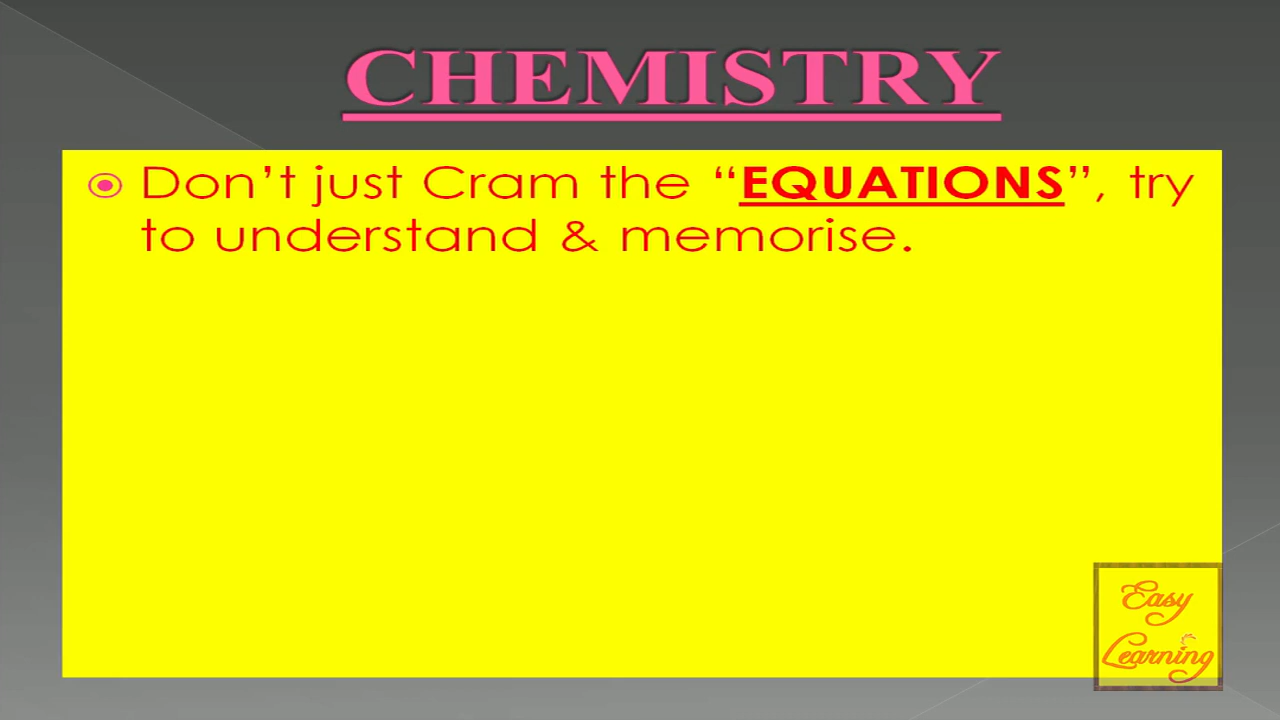 CHEMISTRY
Don’t just Cram the “EQUATIONS”, try
to understand & memorise.
Easy
Learning